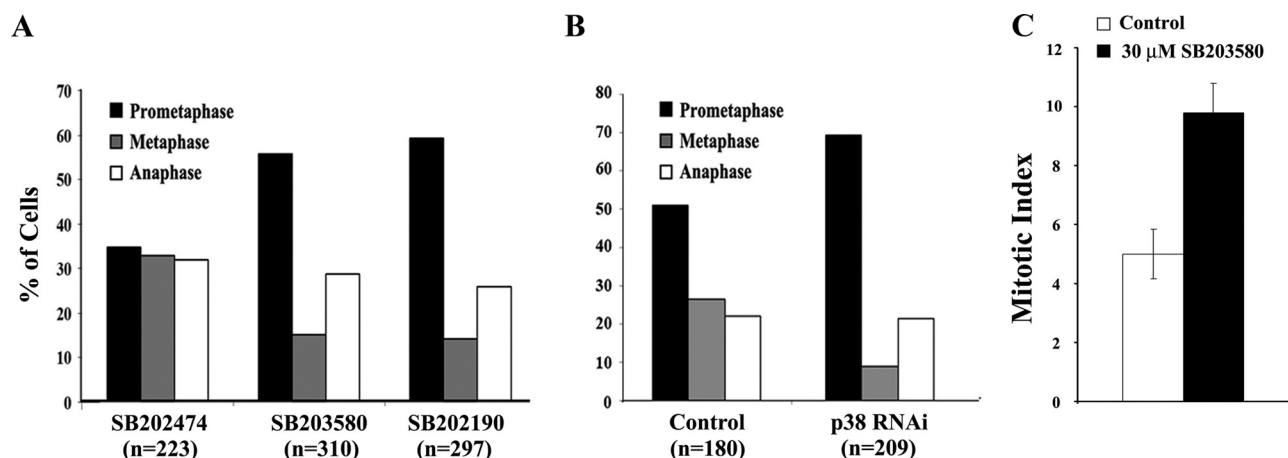 A
% of Cells
70
60
50
40
30
20
10
0
Prometaphase
Metaphase
Anaphase
SB202474
(n=223)
SB203580
(n=310)
SB202190
(n=297)
B
80
70
60
50
40
30
20
10
0
Prometaphase
Metaphase
Anaphase
Control
(n=180)
p38 RNAi
(n=209)
C
Control
30 μM SB203580
Mitotic Index
12
10
8
6
4
2
0